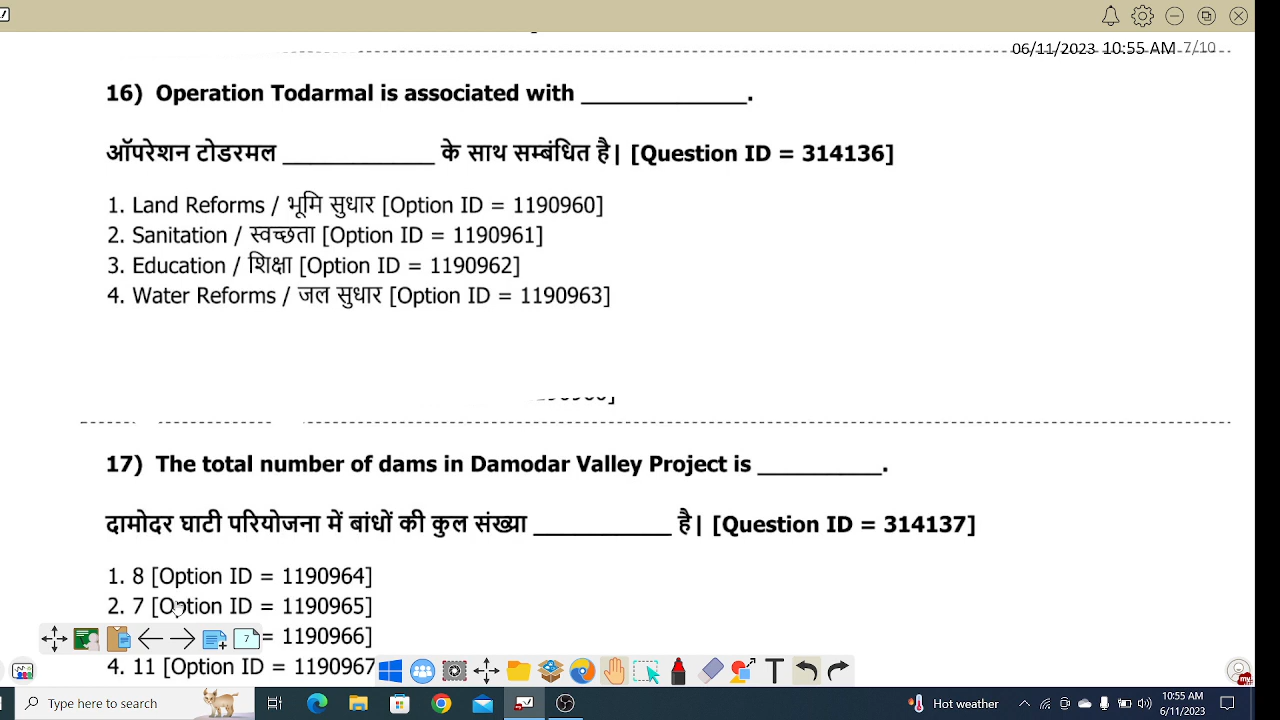 06/11/2023 10:55 AM 7/10
16) Operation Todarmal is associated with _____________.
ऑपरेशन टोडरमल ____________ के साथ सम्बंधित है| [Question ID = 314136]
1. Land Reforms / भूमि सुधार [Option ID = 1190960]
2. Sanitation / स्वच्छता [Option ID = 1190961]
3. Education / शिक्षा [Option ID = 1190962]
4. Water Reforms / जल सुधार [Option ID = 1190963]
17) The total number of dams in Damodar Valley Project is __________.
दामोदर घाटी परियोजना में बांधों की कुल संख्या ___________ है| [Question ID = 314137]
1. 8 [Option ID = 1190964]
2. 7 [Option ID = 1190965]
= 1190966]
4. 11 [Option ID = 1190967
7
Type here to search
Hot weather
10:55 AM
6/11/2023